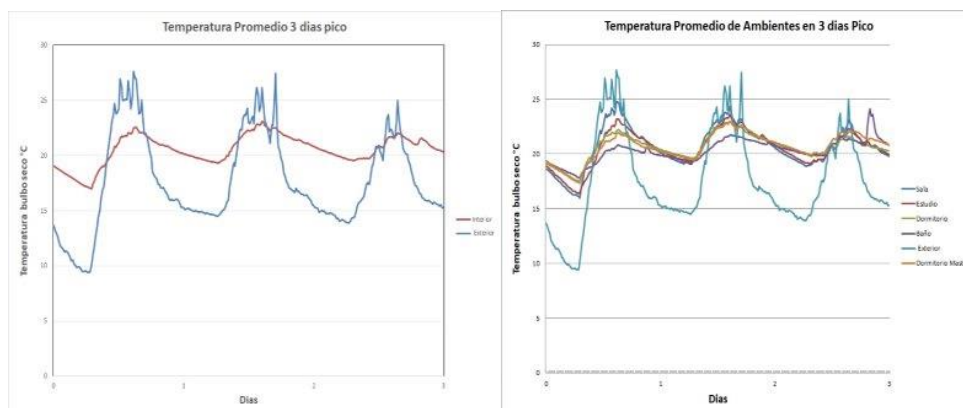 Temperatura Promedio 3 dias pico
Temperatura bulbo seco °C
30
25
20
15
10
5
0
0
1
2
3
Dias
Interior
Exterior
Temperatura Promedio de Ambientes en 3 dias Pico
Temperatura bulbo seco °C
30
25
20
15
10
5
0
0
1
2
3
Dias
Sala
Estudio
Dormitorio
Baño
Exterior
Dormitorio Mast